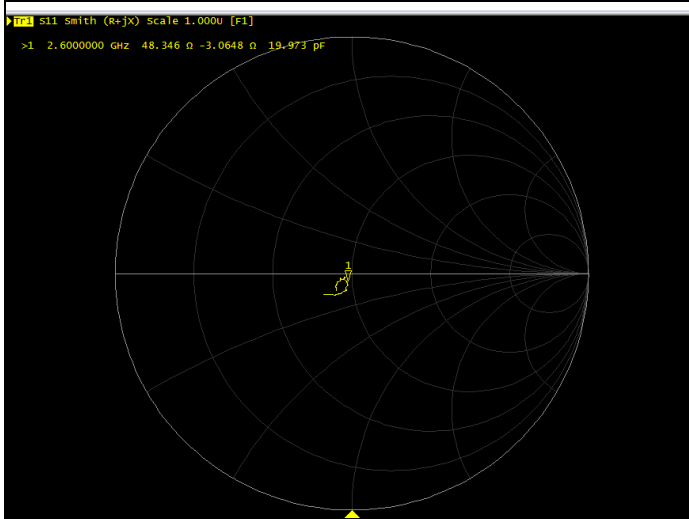 Tr1 S11 Smith (R+jX) Scale 1.000U [F1]
>1 2.6000000 GHz 48.346 Ω -3.0648 Ω 19.973 pF
1